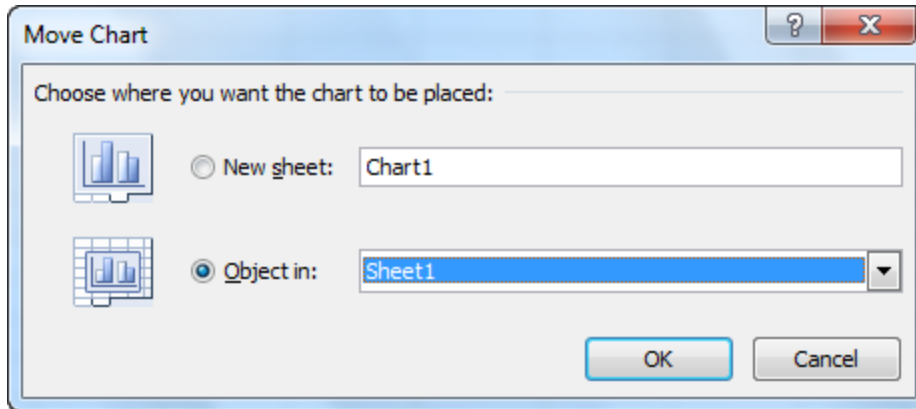 Move Chart
Choose where you want the chart to be placed:
New sheet: Chart1
Object in: Sheet1
OK Cancel